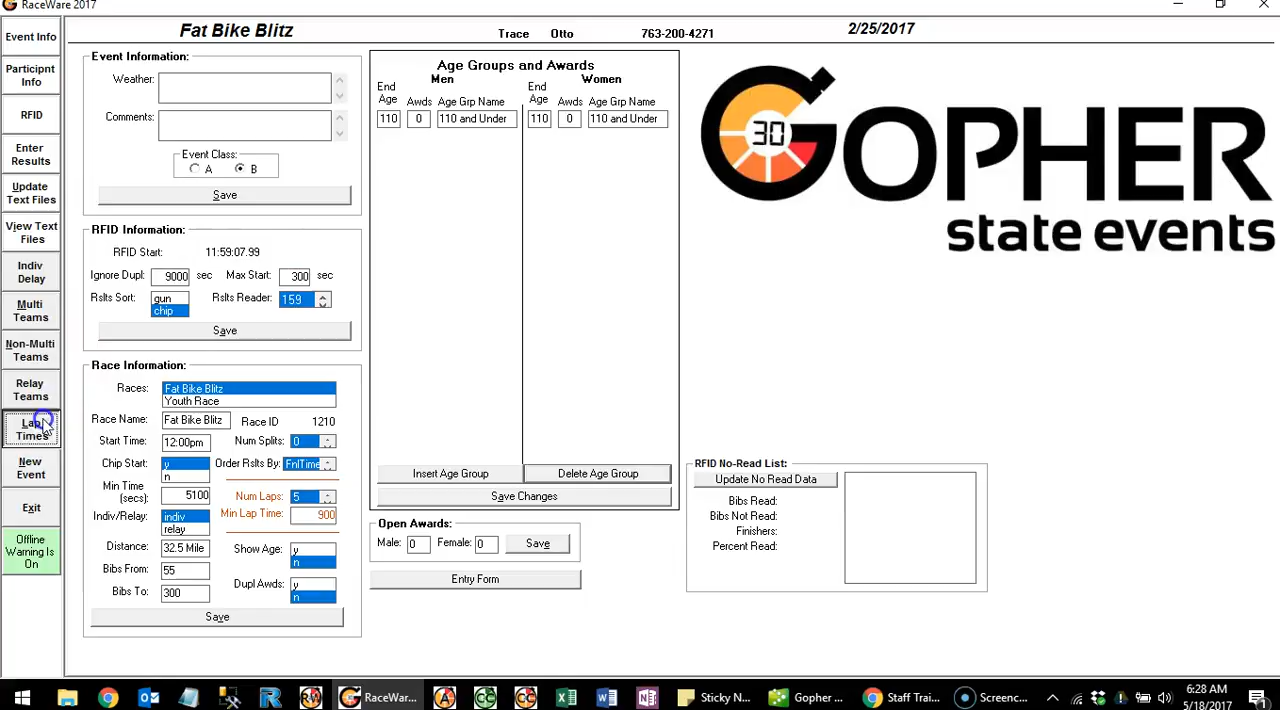 RaceWare 2017
Event Info
Participnt
Info
RFID
Enter
Results
Update
Text Files
View Text
Files
Indiv
Delay
Multi
Teams
Non-Multi
Teams
Relay
Teams
Lap
Times
New
Event
Exit
Offline
Warning Is
On
Fat Bike Blitz
Trace Otto 763-200-4271
2/25/2017
Event Information:
Weather:
Comments:
Event Class:
A B
Save
RFID Information:
RFID Start: 11:59:07.99
Ignore Dupl: 9000 sec Max Start: 300 sec
Rslts Sort: gun Rslts Reader: 159
chip
Save
Race Information:
Races: Fat Bike Blitz
Youth Race
Race Name: Fat Bike Blitz Race ID 1210
Start Time: 12:00pm Num Splits: 0
Chip Start: y Order Rslts By: FnlTime
n
Min Time
(secs): 5100 Num Laps: 5
Indiv/Relay: indiv Min Lap Time: 900
relay
Distance: 32.5 Mile Show Age: y
n
Bibs From: 55
Bibs To: 300 Dupl Awds: y
n
Save
Age Groups and Awards
Men Women
End
Age Awds Age Grp Name End
Age Awds Age Grp Name
110 0 110 and Under 110 0 110 and Under
Insert Age Group Delete Age Group
Save Changes
Open Awards:
Male: 0 Female: 0 Save
Entry Form
30
GOPHER
state events
RFID No-Read List:
Update No Read Data
Bibs Read:
Bibs Not Read:
Finishers:
Percent Read:
RaceWar...
Sticky N...
Gopher ...
Staff Trai...
Screenc...
6:28 AM
5/18/2017